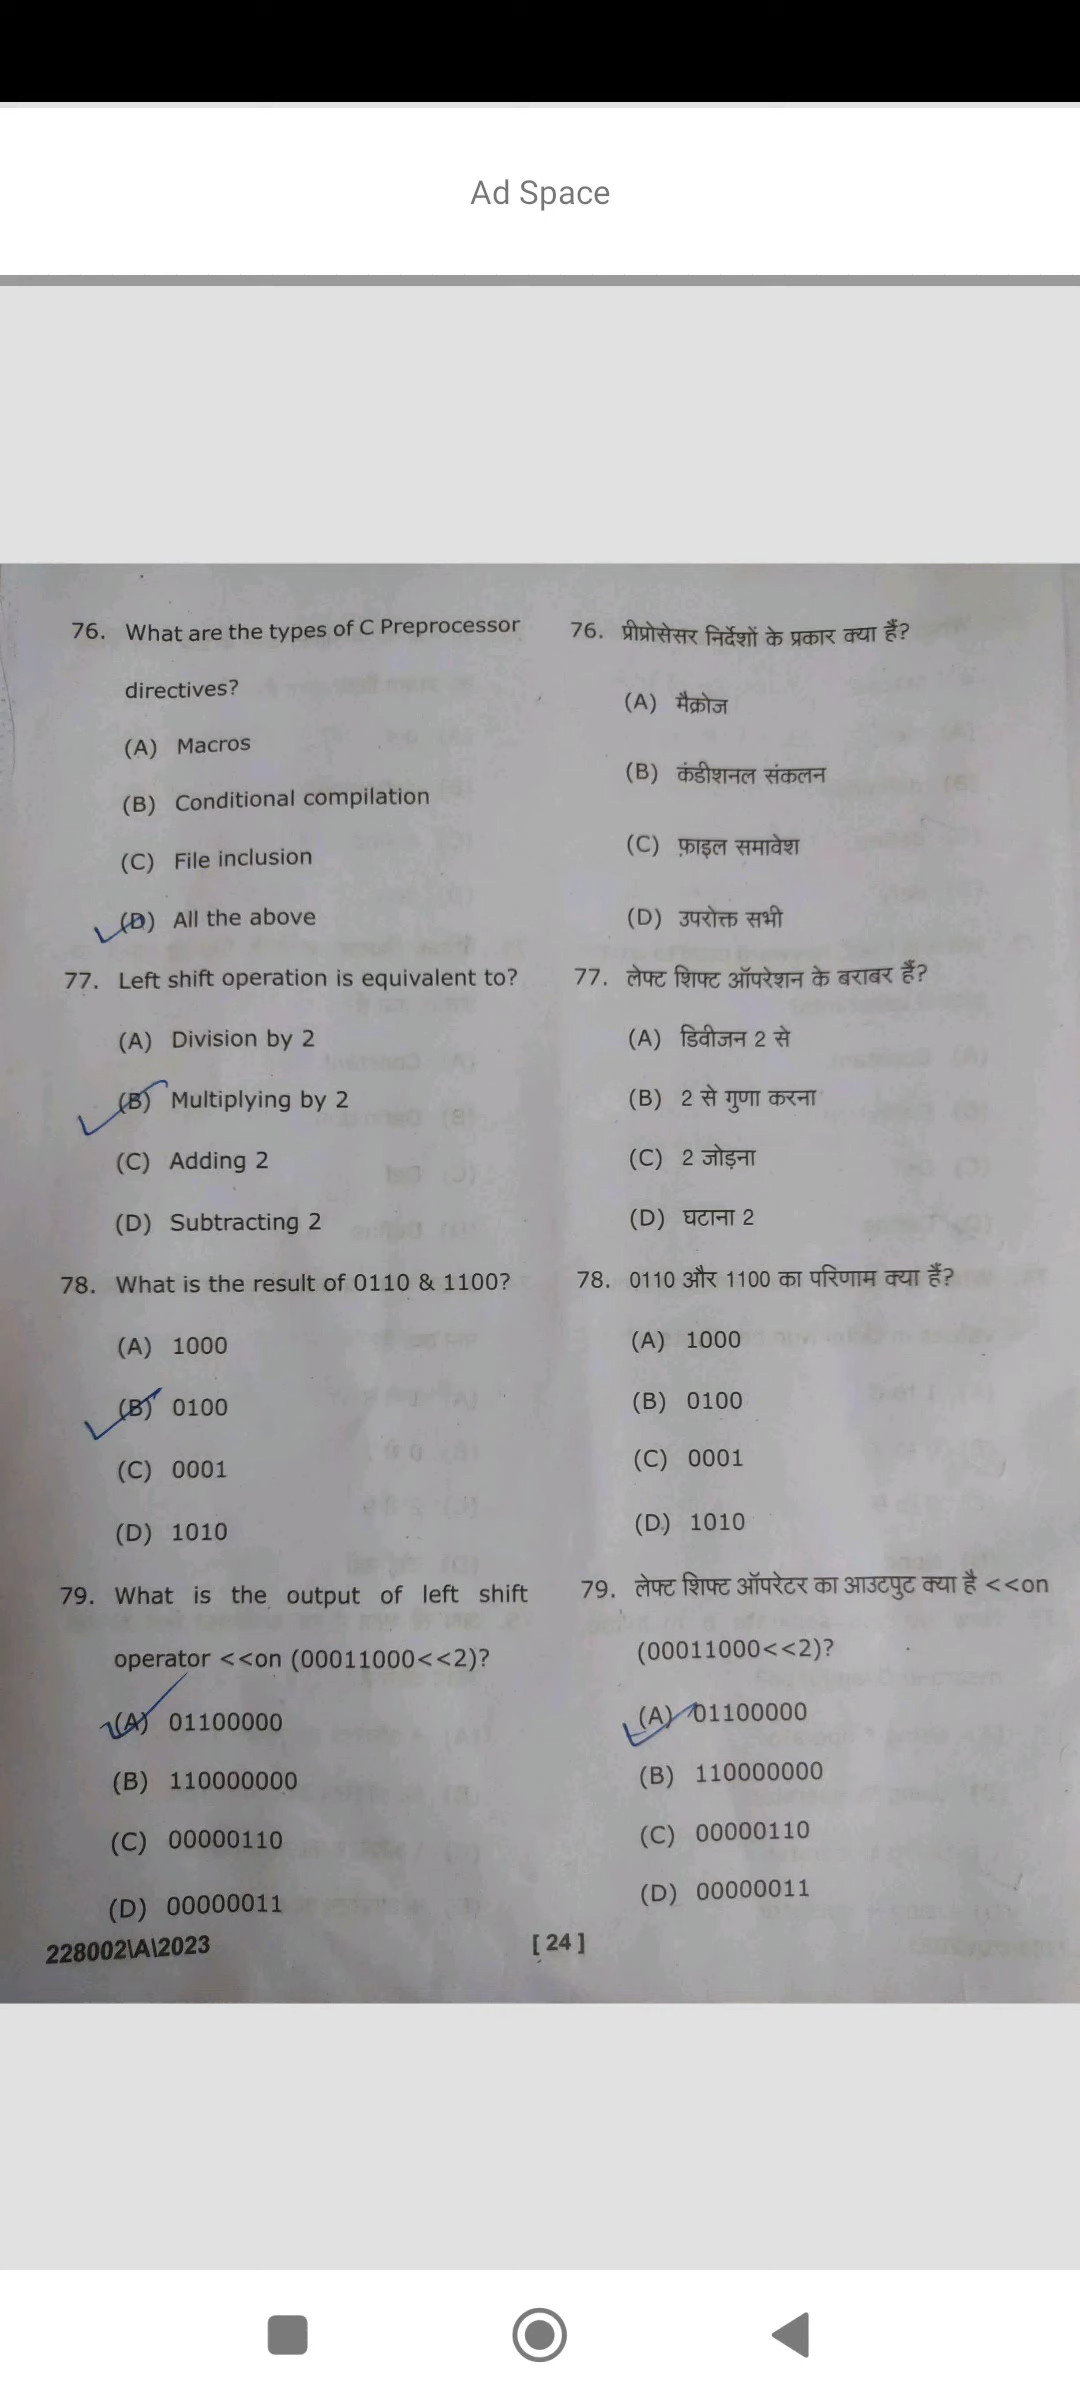 Ad Space
76. What are the types of C Preprocessor
directives?
(A) Macros
(B) Conditional compilation
(C) File inclusion
(D) All the above
77. Left shift operation is equivalent to?
(A) Division by 2
(B) Multiplying by 2
(C) Adding 2
(D) Subtracting 2
78. What is the result of 0110 & 1100?
(A) 1000
(B) 0100
(C) 0001
(D) 1010
79. What is the output of left shift
operator <<on (00011000<<2)?
(A) 01100000
(B) 110000000
(C) 00000110
(D) 00000011
76. प्रीप्रोसेसर निर्देशों के प्रकार क्या हैं?
(A) मैक्रोज
(B) कंडीशनल संकलन
(C) फ़ाइल समावेश
(D) उपरोक्त सभी
77. लेफ्ट शिफ्ट ऑपरेशन के बराबर हैं?
(A) डिवीजन 2 से
(B) 2 से गुणा करना
(C) 2 जोड़ना
(D) घटाना 2
78. 0110 और 1100 का परिणाम क्या हैं?
(A) 1000
(B) 0100
(C) 0001
(D) 1010
79. लेफ्ट शिफ्ट ऑपरेटर का आउटपुट क्या है <<on
(00011000<<2)?
(A) 01100000
(B) 110000000
(C) 00000110
(D) 00000011
228002\A\2023
[ 24 ]